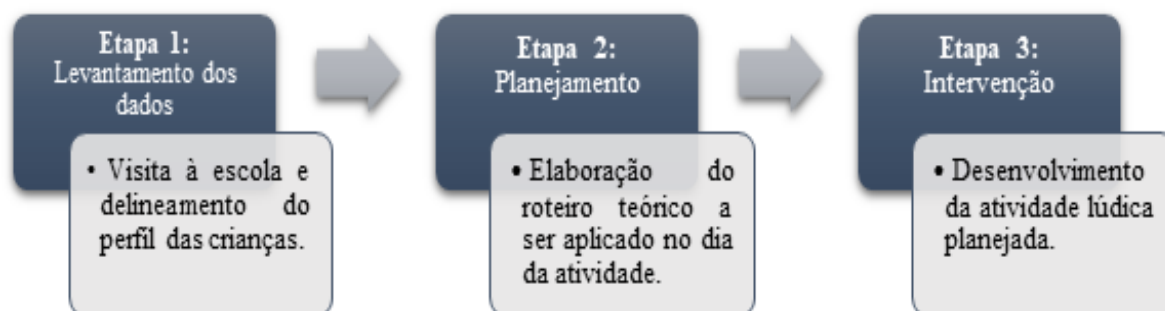 Etapa 1:
Levantamento dos
dados
• Visita à escola e
delineamento do
perfil das crianças.
Etapa 2:
Planejamento
• Elaboração do
roteiro teórico a
ser aplicado no dia
da atividade.
Etapa 3:
Intervenção
• Desenvolvimento
da atividade lúdica
planejada.